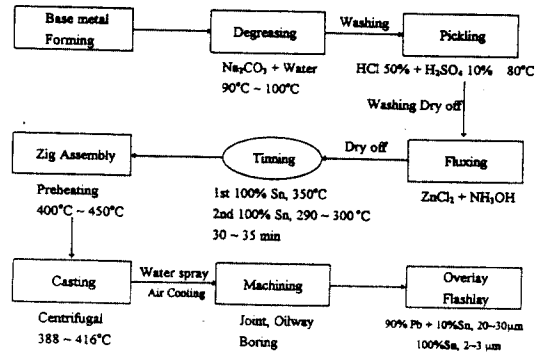 Base metal
Forming
Degreasing
Washing
Pickling
Na₂CO₃ + Water
90°C ~ 100°C
HCl 50% + H₂SO₄ 10% 80°C
Washing Dry off
Zig Assembly
Tinning
Dry off
Fluxing
Preheating
400°C ~ 450°C
1st 100% Sn, 350°C
2nd 100% Sn, 290 ~ 300°C
30 ~ 35 min
ZnCl₂ + NH₃OH
Casting
Water spray
Air Cooling
Machining
Overlay
Flashlay
Centrifugal
388 ~ 416°C
Joint, Oilway
Boring
90% Pb + 10%Sn, 20~30μm
100%Sn, 2~3 μm